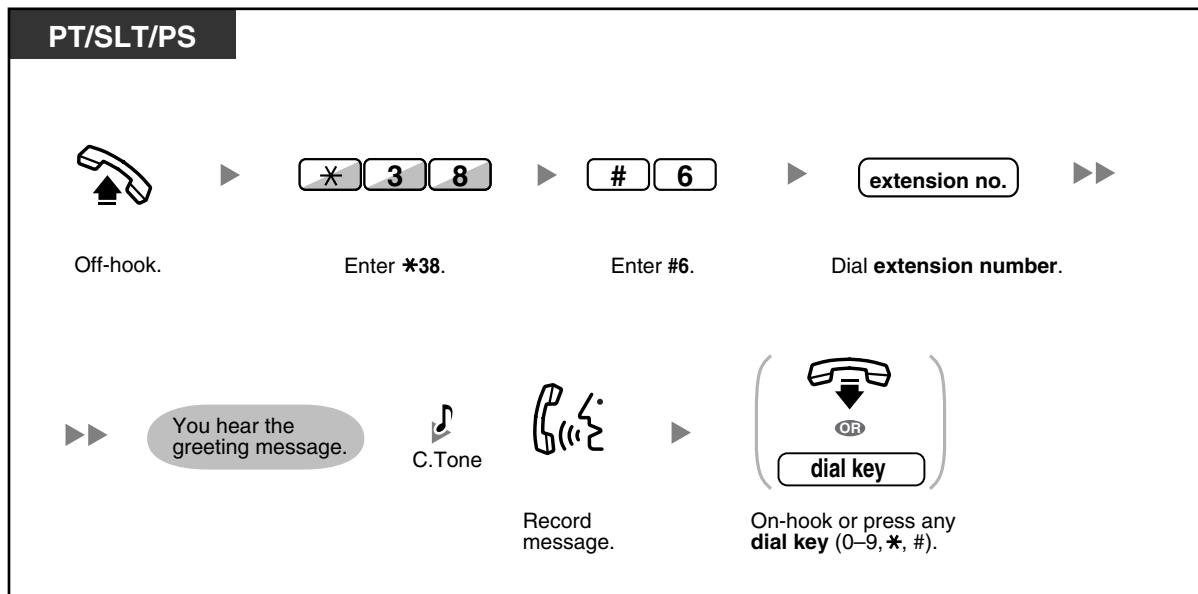 PT/SLT/PS
* 3 8 # 6 extension no.
Off-hook. Enter *38. Enter #6. Dial extension number.
You hear the
greeting message.
C.Tone
OR
dial key
Record
message.
On-hook or press any
dial key (0–9, *, #).